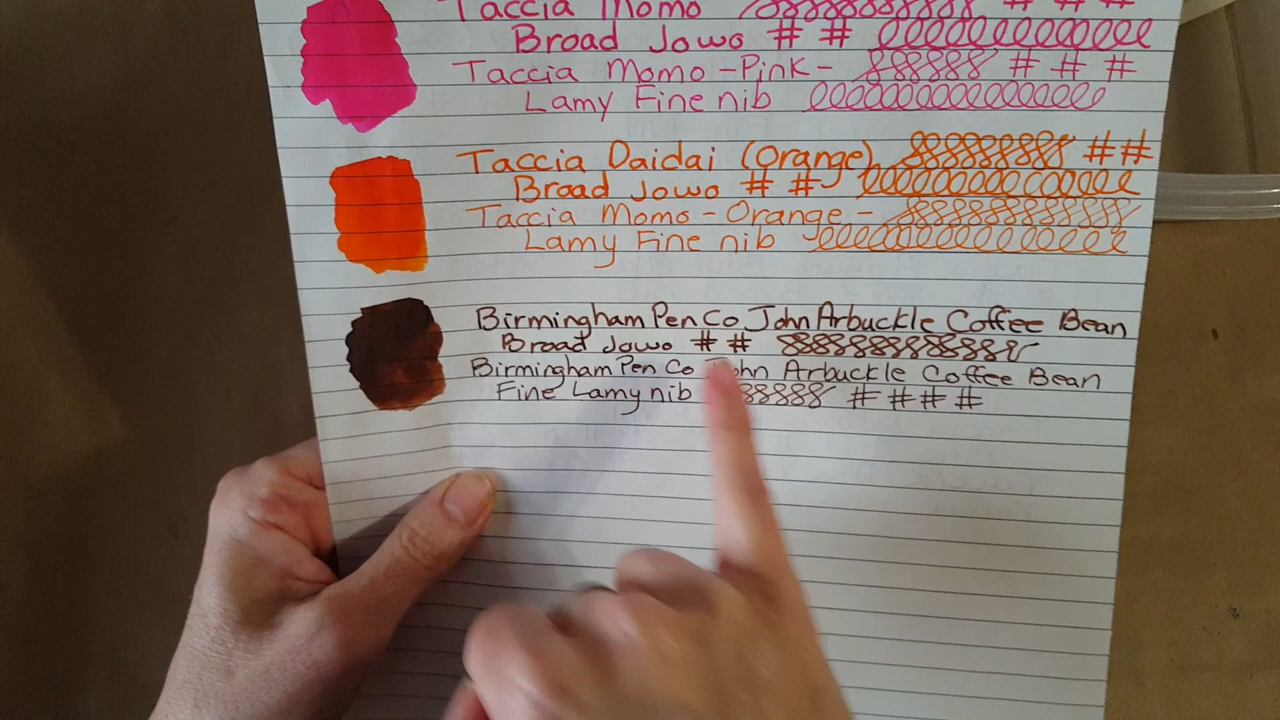 Taccia Momo # # #
Broad Jowo # #
Taccia Momo - Pink - # # #
Lamy Fine nib
Taccia Daidai (Orange) # #
Broad Jowo # #
Taccia Momo - Orange -
Lamy Fine nib
Birmingham Pen Co John Arbuckle Coffee Bean
Broad Jowo # #
Birmingham Pen Co John Arbuckle Coffee Bean
Fine Lamy nib # # # #